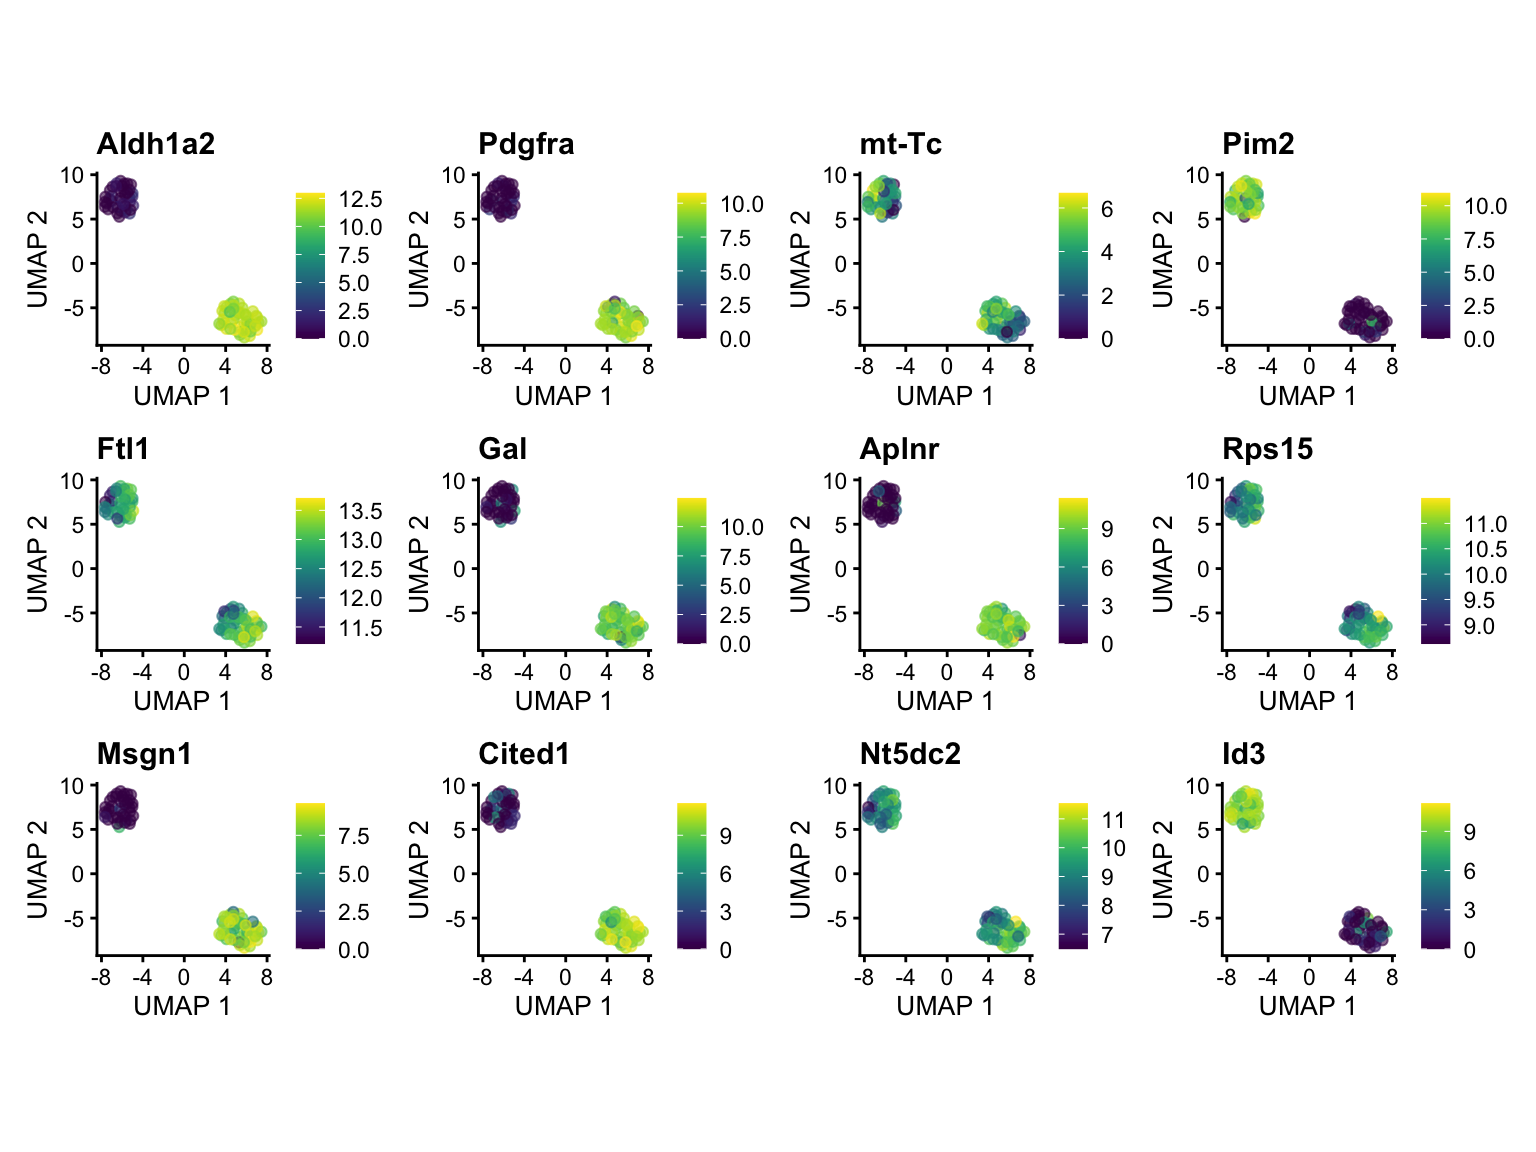 Aldh1a2 Pdgfra mt-Tc Pim2
UMAP 2 10 5 0 -5 12.5 10.0 7.5 5.0 2.5 0.0
-8 -4 0 4 8
UMAP 1
UMAP 2 10 5 0 -5 10.0 7.5 5.0 2.5 0.0
-8 -4 0 4 8
UMAP 1
UMAP 2 10 5 0 -5 6 4 2 0
-8 -4 0 4 8
UMAP 1
UMAP 2 10 5 0 -5 10.0 7.5 5.0 2.5 0.0
-8 -4 0 4 8
UMAP 1
Ftl1 Gal Aplnr Rps15
UMAP 2 10 5 0 -5 13.5 13.0 12.5 12.0 11.5
-8 -4 0 4 8
UMAP 1
UMAP 2 10 5 0 -5 10.0 7.5 5.0 2.5 0.0
-8 -4 0 4 8
UMAP 1
UMAP 2 10 5 0 -5 9 6 3 0
-8 -4 0 4 8
UMAP 1
UMAP 2 10 5 0 -5 11.0 10.5 10.0 9.5 9.0
-8 -4 0 4 8
UMAP 1
Msgn1 Cited1 Nt5dc2 Id3
UMAP 2 10 5 0 -5 7.5 5.0 2.5 0.0
-8 -4 0 4 8
UMAP 1
UMAP 2 10 5 0 -5 9 6 3 0
-8 -4 0 4 8
UMAP 1
UMAP 2 10 5 0 -5 11 10 9 8 7
-8 -4 0 4 8
UMAP 1
UMAP 2 10 5 0 -5 9 6 3 0
-8 -4 0 4 8
UMAP 1